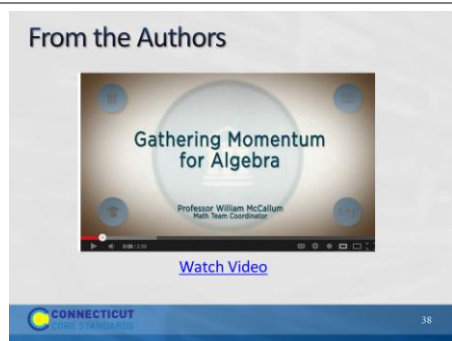 From the Authors
Gathering Momentum
for Algebra
Professor William McCallum
Math Team Coordinator
Watch Video
CONNECTICUT
CORE STANDARDS
38